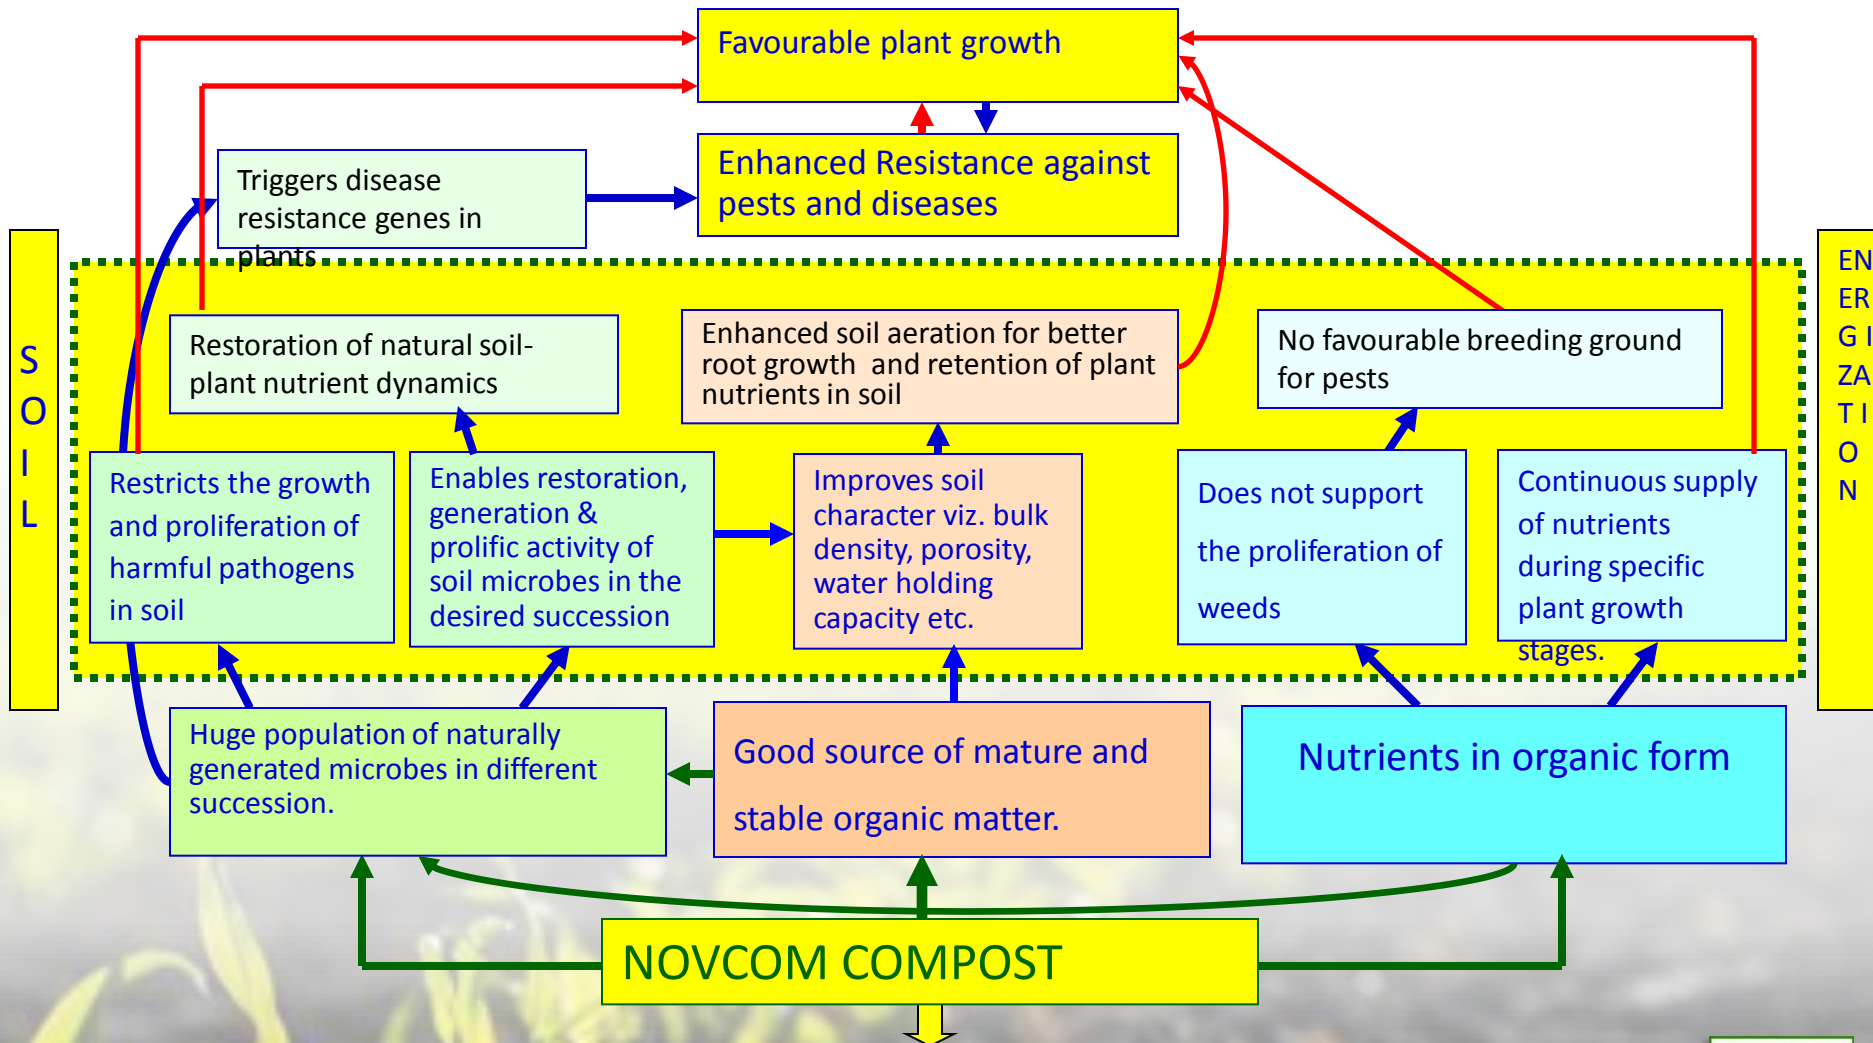 Favourable plant growth
Enhanced Resistance against
pests and diseases
Triggers disease
resistance genes in
plants
S
O
I
L
EN
ER
G I
ZA
T I
O
N
Restoration of natural soil-
plant nutrient dynamics
Enhanced soil aeration for better
root growth and retention of plant
nutrients in soil
No favourable breeding ground
for pests
Restricts the growth
and proliferation of
harmful pathogens
in soil
Enables restoration,
generation &
prolific activity of
soil microbes in the
desired succession
Improves soil
character viz. bulk
density, porosity,
water holding
capacity etc.
Does not support
the proliferation of
weeds
Continuous supply
of nutrients
during specific
plant growth
stages.
Huge population of naturally
generated microbes in different
succession.
Good source of mature and
stable organic matter.
Nutrients in organic form
NOVCOM COMPOST